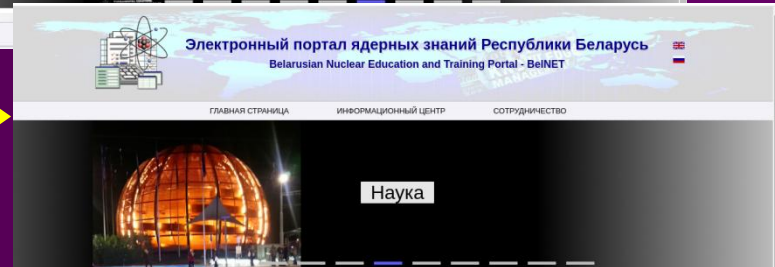 Электронный портал ядерных знаний Республики Беларусь
Belarusian Nuclear Education and Training Portal - BelNET
ГЛАВНАЯ СТРАНИЦА ИНФОРМАЦИОННЫЙ ЦЕНТР СОТРУДНИЧЕСТВО
Наука